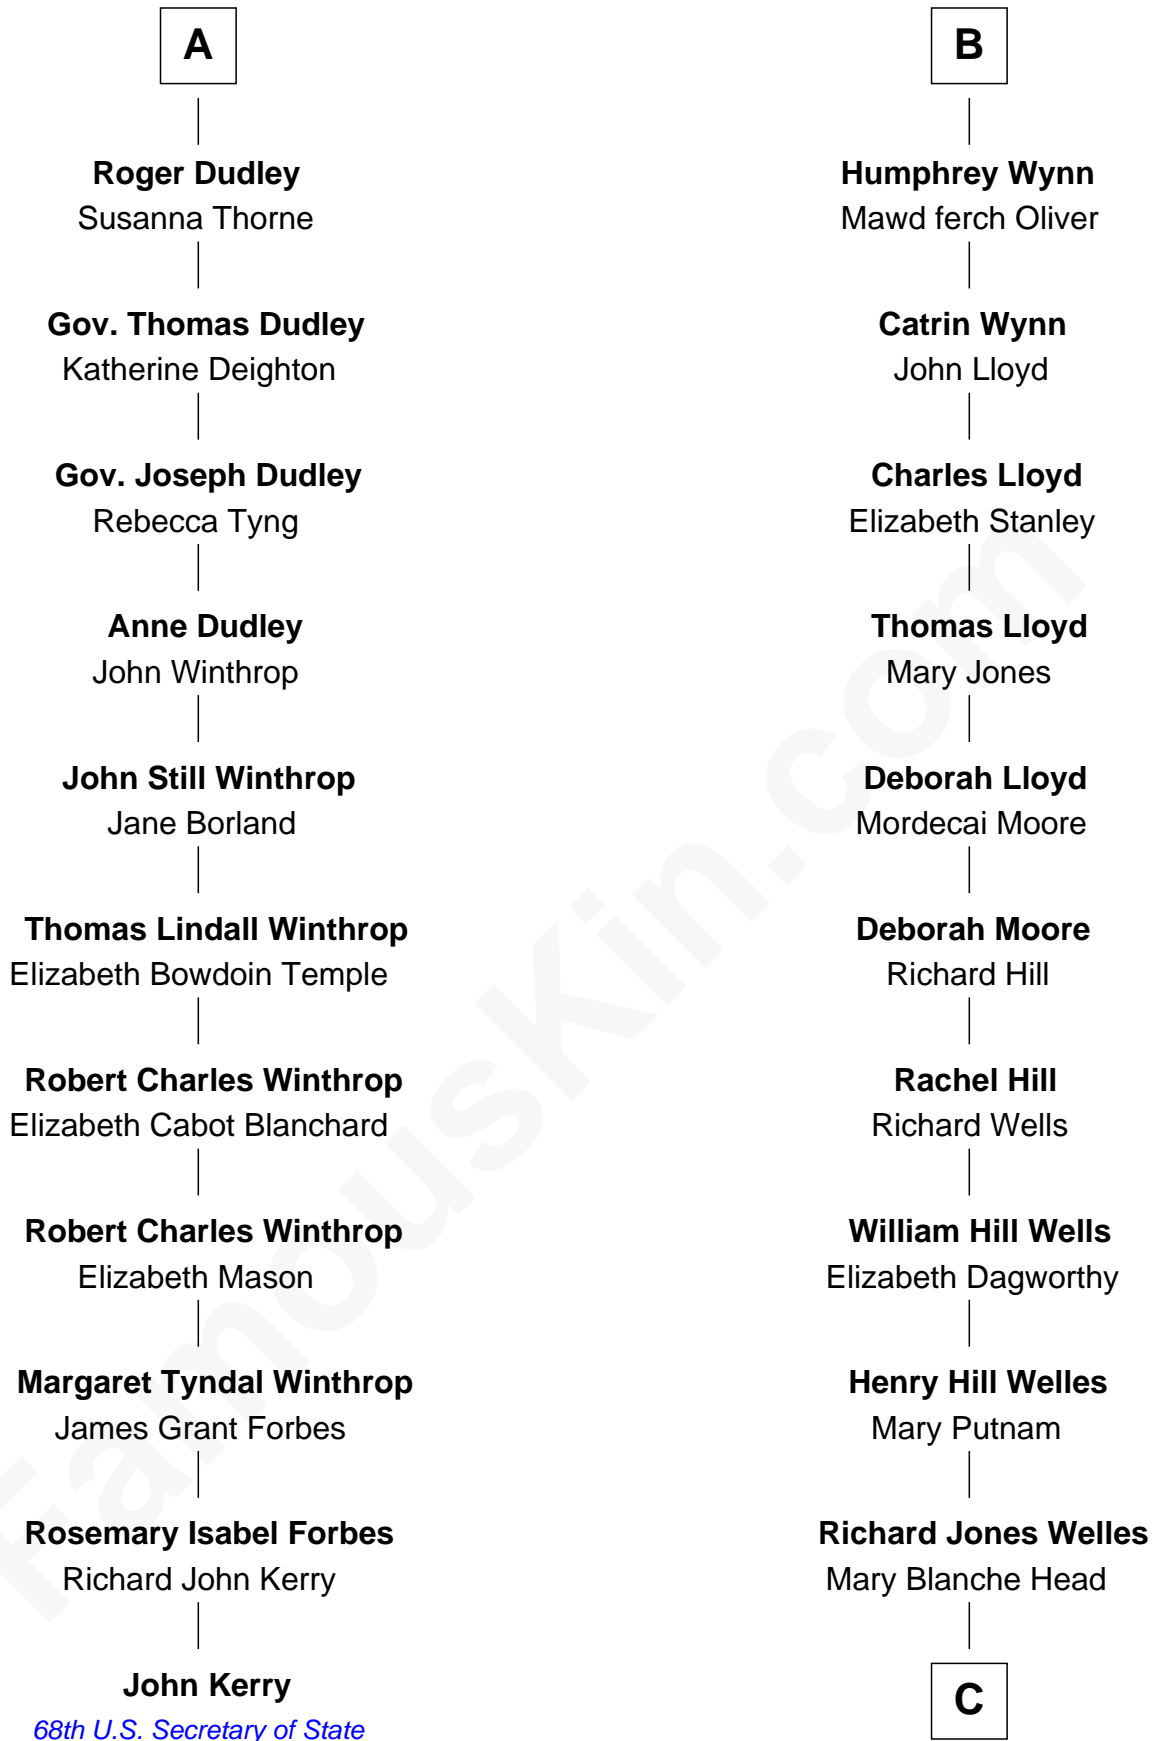 A
Roger Dudley
Susanna Thorne
Gov. Thomas Dudley
Katherine Deighton
Gov. Joseph Dudley
Rebecca Tyng
Anne Dudley
John Winthrop
John Still Winthrop
Jane Borland
Thomas Lindall Winthrop
Elizabeth Bowdoin Temple
Robert Charles Winthrop
Elizabeth Cabot Blanchard
Robert Charles Winthrop
Elizabeth Mason
Margaret Tyndal Winthrop
James Grant Forbes
Rosemary Isabel Forbes
Richard John Kerry
John Kerry
68th U.S. Secretary of State
B
Humphrey Wynn
Mawd ferch Oliver
Catrin Wynn
John Lloyd
Charles Lloyd
Elizabeth Stanley
Thomas Lloyd
Mary Jones
Deborah Lloyd
Mordecai Moore
Deborah Moore
Richard Hill
Rachel Hill
Richard Wells
William Hill Wells
Elizabeth Dagworthy
Henry Hill Welles
Mary Putnam
Richard Jones Welles
Mary Blanche Head
C
FamousKin.com